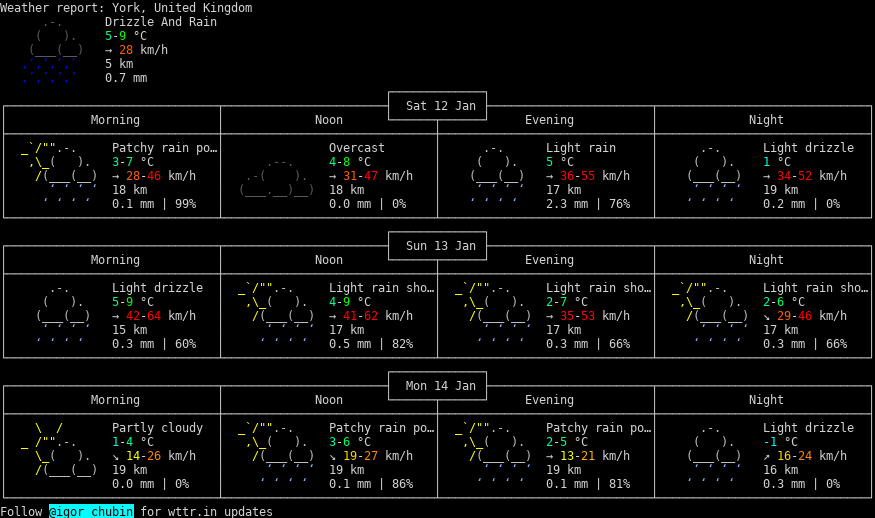 Weather report: York, United Kingdom
Drizzle And Rain
5-9 °C
→ 28 km/h
5 km
0.7 mm
Sat 12 Jan
Morning Noon Evening Night
Patchy rain po… Overcast Light rain Light drizzle
3-7 °C 4-8 °C 5 °C 1 °C
→ 28-46 km/h → 31-47 km/h → 36-55 km/h → 34-52 km/h
18 km 18 km 17 km 19 km
0.1 mm | 99% 0.0 mm | 0% 2.3 mm | 76% 0.2 mm | 0%
Sun 13 Jan
Morning Noon Evening Night
Light drizzle Light rain sho… Light rain sho… Light rain sho…
5-9 °C 4-9 °C 2-7 °C 2-6 °C
→ 42-64 km/h → 41-62 km/h → 35-53 km/h ↘ 29-46 km/h
15 km 17 km 17 km 17 km
0.3 mm | 60% 0.5 mm | 82% 0.3 mm | 66% 0.3 mm | 66%
Mon 14 Jan
Morning Noon Evening Night
Partly cloudy Patchy rain po… Patchy rain po… Light drizzle
1-4 °C 3-6 °C 2-5 °C -1 °C
↘ 14-26 km/h ↘ 19-27 km/h → 13-21 km/h ↗ 16-24 km/h
19 km 19 km 19 km 16 km
0.0 mm | 0% 0.1 mm | 86% 0.1 mm | 81% 0.3 mm | 0%
Follow @igor_chubin for wttr.in updates